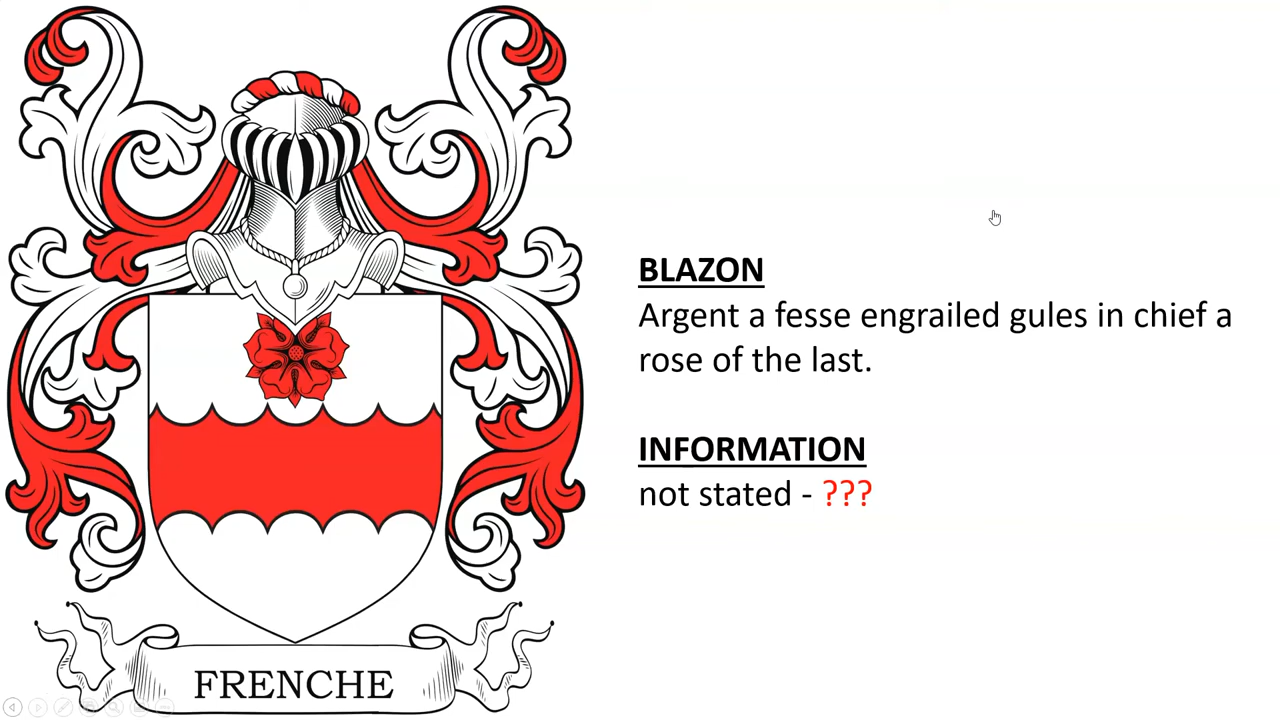 BLAZON
Argent a fesse engrailed gules in chief a
rose of the last.
INFORMATION
not stated - ???
FRENCHE